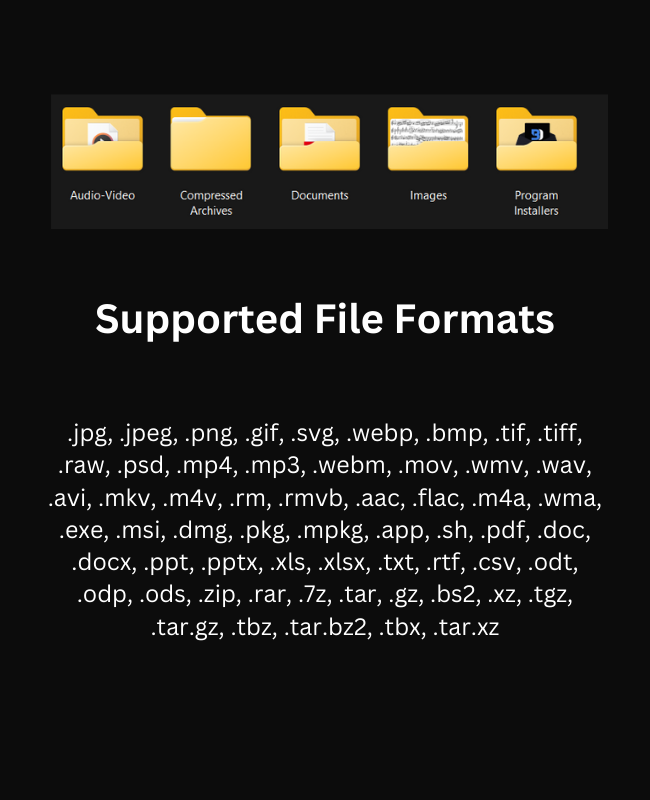 Audio-Video
Compressed
Archives
Documents
Images
Program
Installers
Supported File Formats
.jpg, .jpeg, .png, .gif, .svg, .webp, .bmp, .tif, .tiff,
.raw, .psd, .mp4, .mp3, .webm, .mov, .wmv, .wav,
.avi, .mkv, .m4v, .rm, .rmvb, .aac, .flac, .m4a, .wma,
.exe, .msi, .dmg, .pkg, .mpkg, .app, .sh, .pdf, .doc,
.docx, .ppt, .pptx, .xls, .xlsx, .txt, .rtf, .csv, .odt,
.odp, .ods, .zip, .rar, .7z, .tar, .gz, .bs2, .xz, .tgz,
.tar.gz, .tbz, .tar.bz2, .tbx, .tar.xz